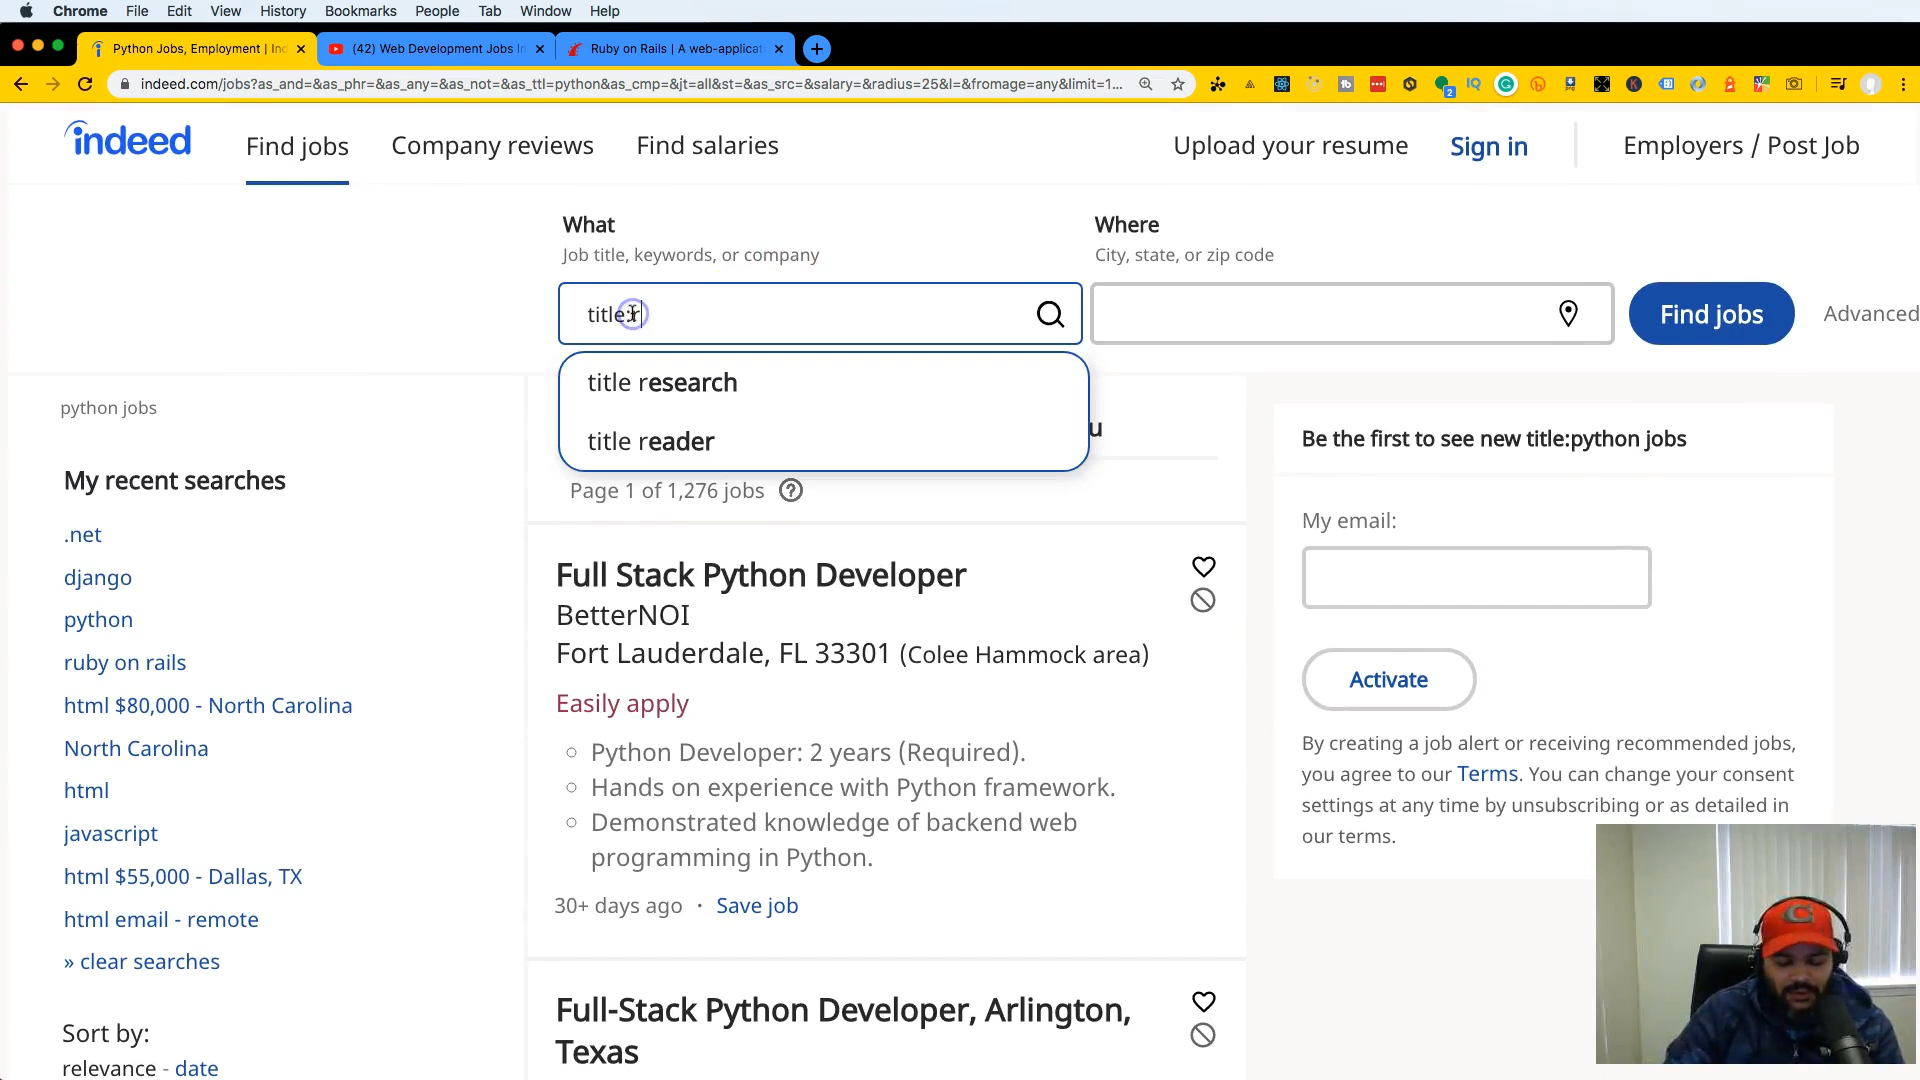 Chrome File Edit View History Bookmarks People Tab Window Help
Python Jobs, Employment | Ind
(42) Web Development Jobs In
Ruby on Rails | A web-applicat
indeed.com/jobs?as_and=&as_phr=&as_any=&as_not=&as_ttl=python&as_cmp=&jt=all&st=&as_src=&salary=&radius=25&l=&fromage=any&limit=1...
indeed
Find jobs
Company reviews
Find salaries
Upload your resume
Sign in
Employers / Post Job
What
Job title, keywords, or company
Where
City, state, or zip code
title:r
Find jobs
Advanced
title research
title reader
python jobs
u
Page 1 of 1,276 jobs
My recent searches
.net
django
python
ruby on rails
html $80,000 - North Carolina
North Carolina
html
javascript
html $55,000 - Dallas, TX
html email - remote
» clear searches
Sort by:
relevance - date
Full Stack Python Developer
BetterNOI
Fort Lauderdale, FL 33301 (Colee Hammock area)
Easily apply
Python Developer: 2 years (Required).
Hands on experience with Python framework.
Demonstrated knowledge of backend web
programming in Python.
30+ days ago · Save job
Full-Stack Python Developer, Arlington,
Texas
Be the first to see new title:python jobs
My email:
Activate
By creating a job alert or receiving recommended jobs,
you agree to our Terms. You can change your consent
settings at any time by unsubscribing or as detailed in
our terms.